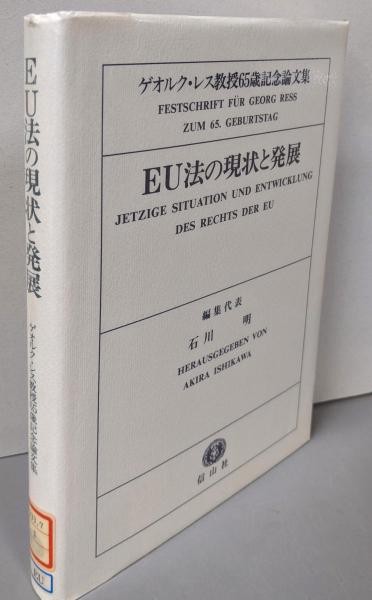 ゲオルク・レス教授65歳記念論文集
FESTSCHRIFT FÜR GEORG RESS
ZUM 65. GEBURTSTAG
EU法の現状と発展
JETZIGE SITUATION UND ENTWICKLUNG
DES RECHTS DER EU
編集代表
石川 明
HERAUSGEGEBEN VON
AKIRA ISHIKAWA
信山社
EU法の現状と発展
ゲオルク・レス教授65歳記念論文集
EU